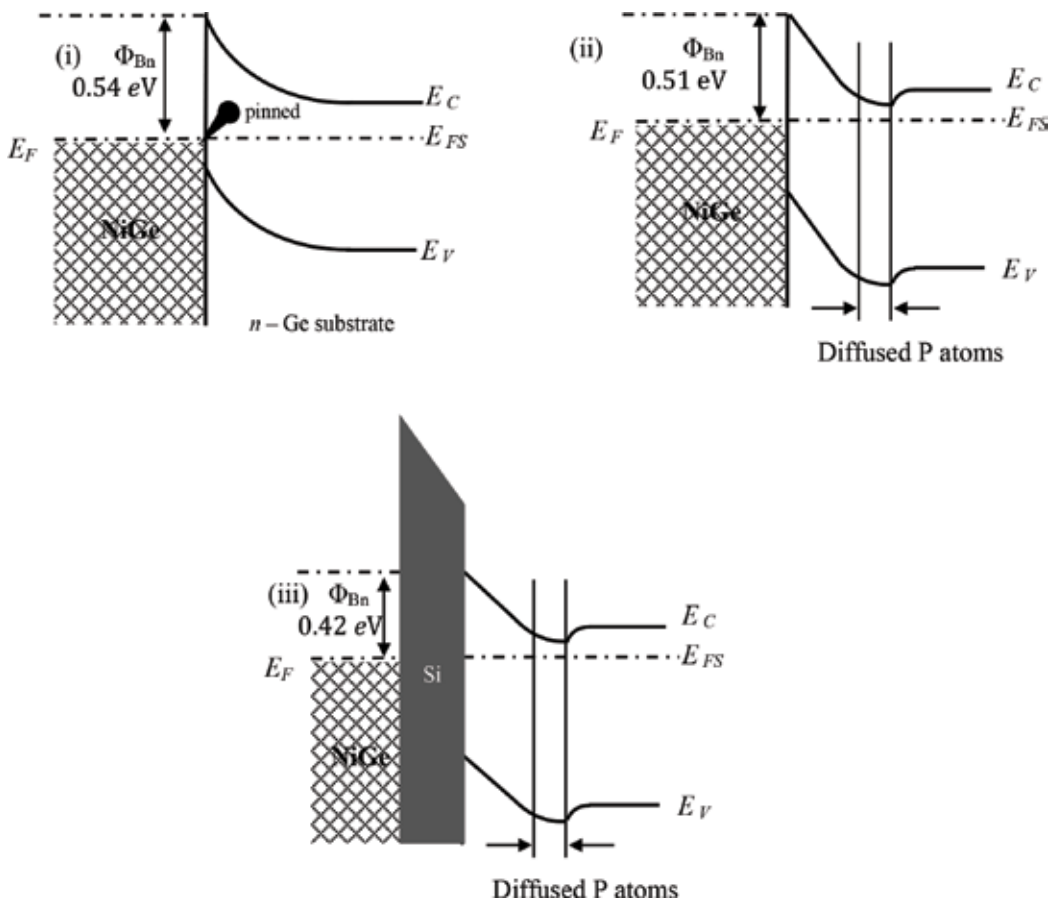 (i) Φ_Bn
0.54 eV
E_C
pinned
E_F
E_FS
NiGe
E_V
n – Ge substrate
(ii) Φ_Bn
0.51 eV
E_C
E_F
E_FS
NiGe
E_V
Diffused P atoms
(iii) Φ_Bn
0.42 eV
E_C
E_F
E_FS
Si
NiGe
E_V
Diffused P atoms